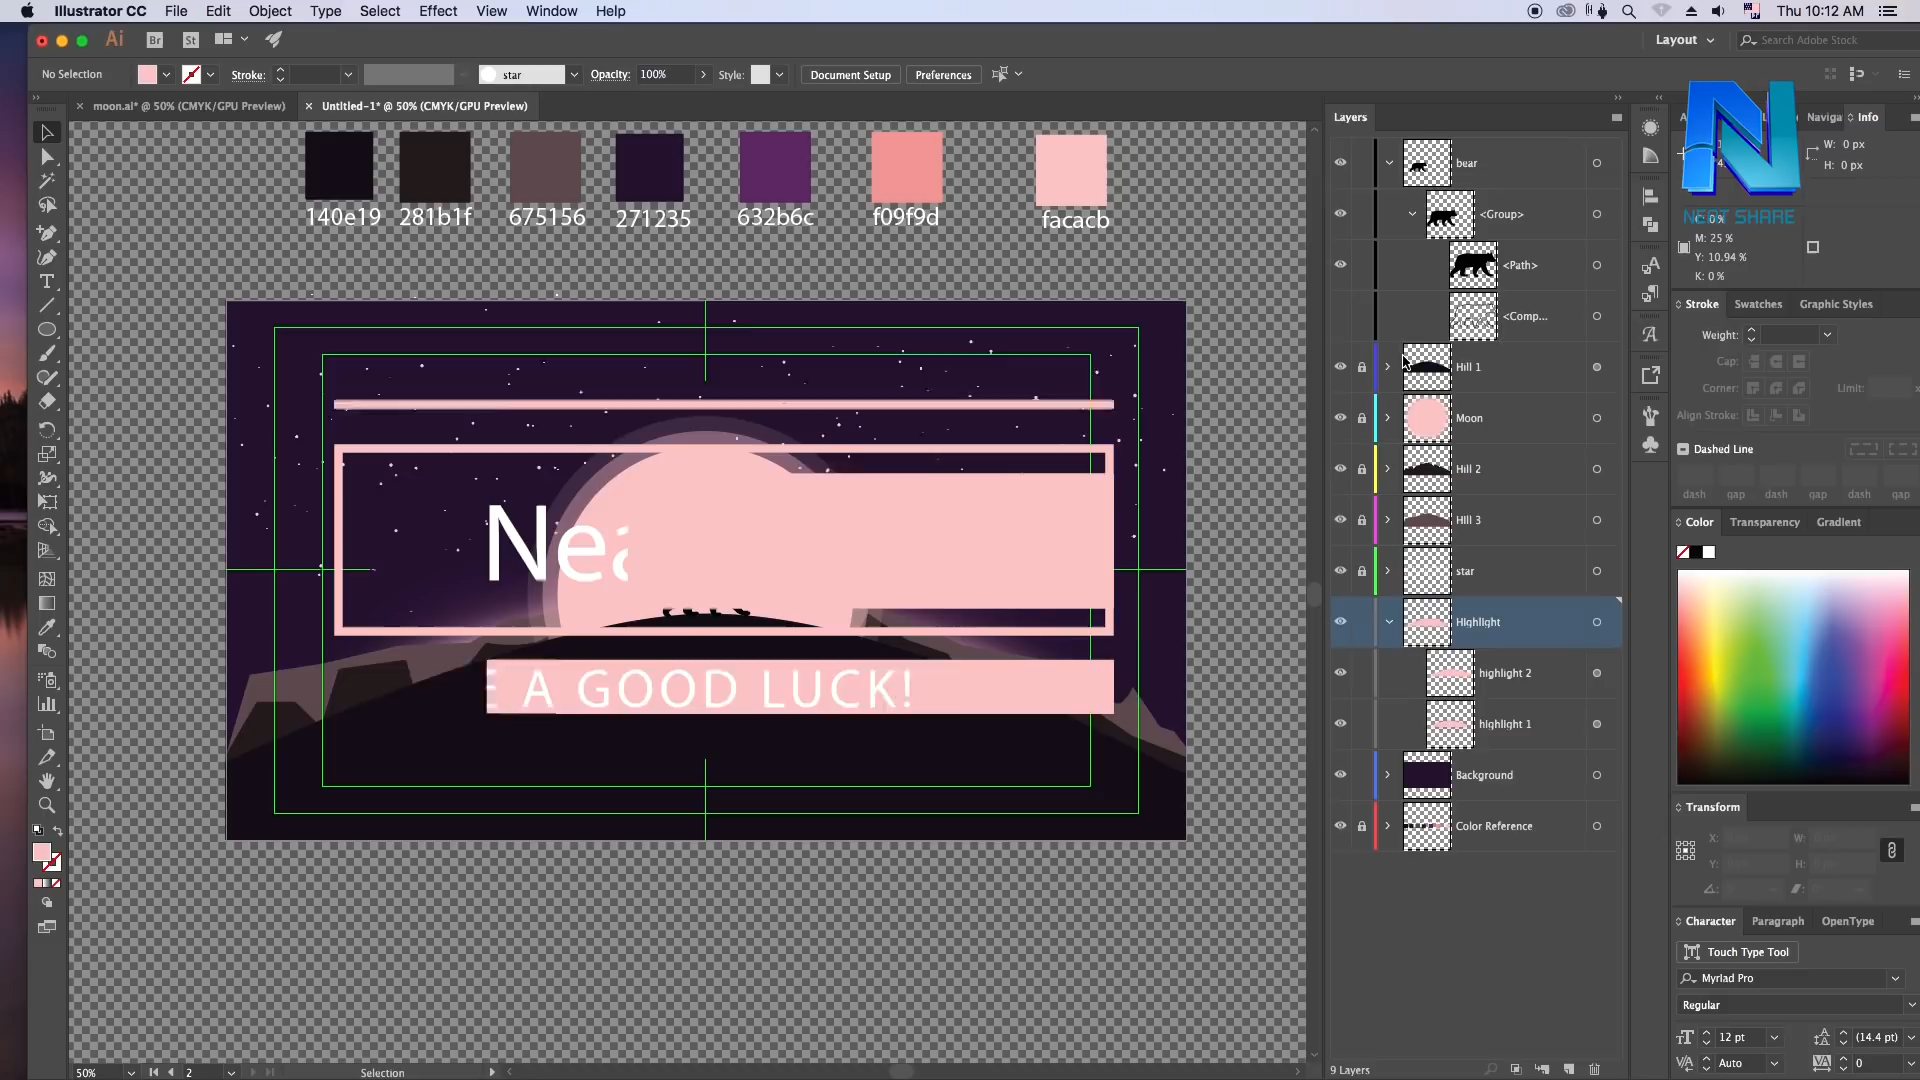 Illustrator CC File Edit Object Type Select Effect View Window Help
Thu 10:12 AM
Ai Br St
Layout
Search Adobe Stock
No Selection
Stroke:
star
Opacity: 100%
Style:
Document Setup
Preferences
moon.ai* @ 50% (CMYK/GPU Preview)
Untitled-1* @ 50% (CMYK/GPU Preview)
140e19 281b1f 675156 271235 632b6c f09f9d facacb
Nea
A GOOD LUCK!
Layers
bear
<Group>
<Path>
<Comp...
Hill 1
Moon
Hill 2
HIll 3
star
Highlight
highlight 2
highlight 1
Background
Color Reference
9 Layers
Info
W: 0 px
H: 0 px
NEAT SHARE
M: 25 %
Y: 10.94 %
K: 0 %
Stroke Swatches Graphic Styles
Weight:
Cap:
Corner:
Limit:
Align Stroke:
Dashed Line
dash gap dash gap dash gap
Color Transparency Gradient
Transform
X: W:
Y: H:
Character Paragraph OpenType
Touch Type Tool
Myriad Pro
Regular
12 pt
(14.4 pt)
Auto
0
50%
2
Selection